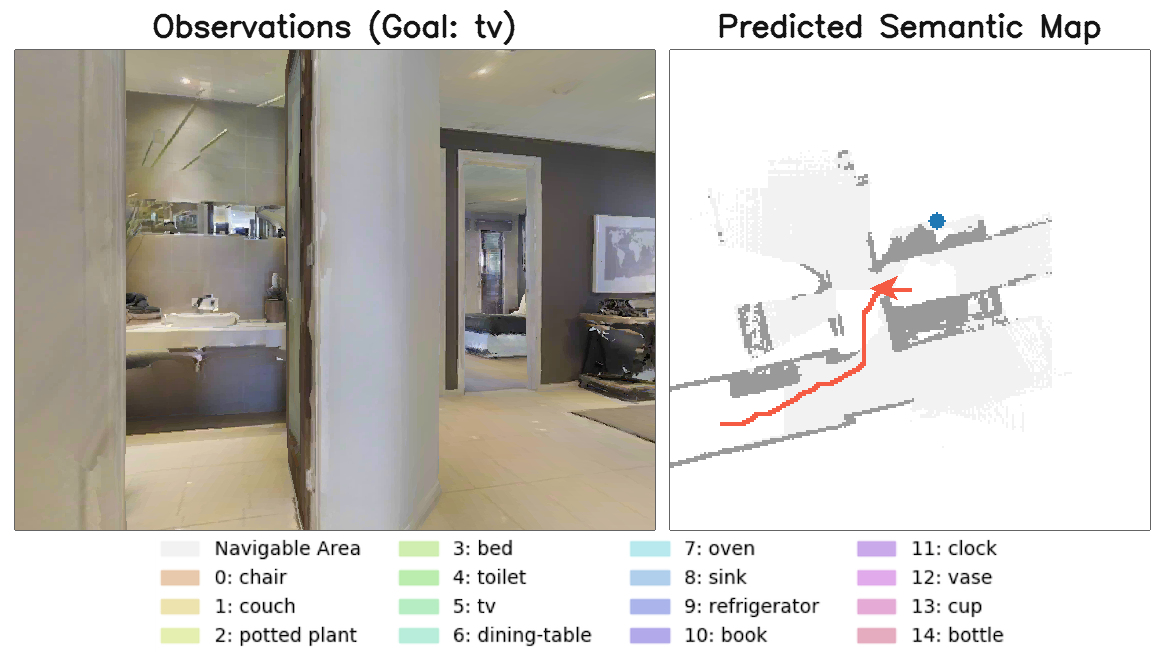 Observations (Goal: tv)
Predicted Semantic Map
Navigable Area
0: chair
1: couch
2: potted plant
3: bed
4: toilet
5: tv
6: dining-table
7: oven
8: sink
9: refrigerator
10: book
11: clock
12: vase
13: cup
14: bottle